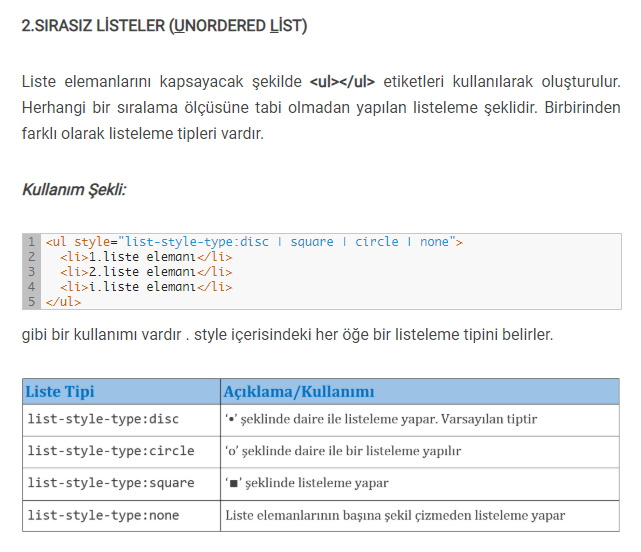 2.SIRASIZ LİSTELER (UNORDERED LİST)
Liste elemanlarını kapsayacak şekilde <ul></ul> etiketleri kullanılarak oluşturulur.
Herhangi bir sıralama ölçüsüne tabi olmadan yapılan listeleme şeklidir. Birbirinden
farklı olarak listeleme tipleri vardır.
Kullanım Şekli:
1 <ul style="list-style-type:disc | square | circle | none">
2 <li>1.liste elemanı</li>
3 <li>2.liste elemanı</li>
4 <li>i.liste elemanı</li>
5 </ul>
gibi bir kullanımı vardır . style içerisindeki her öğe bir listeleme tipini belirler.
Liste Tipi Açıklama/Kullanımı
list-style-type:disc '•' şeklinde daire ile listeleme yapar. Varsayılan tiptir
list-style-type:circle 'o' şeklinde daire ile bir listeleme yapılır
list-style-type:square '■' şeklinde listeleme yapar
list-style-type:none Liste elemanlarının başına şekil çizmeden listeleme yapar